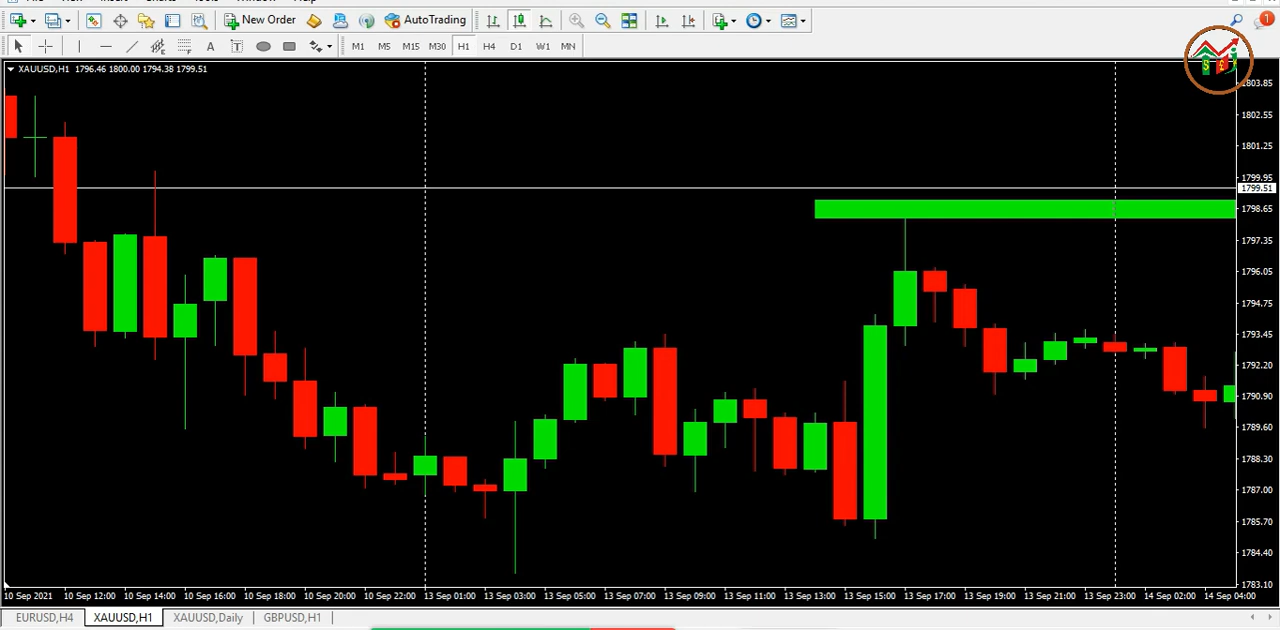 New Order
AutoTrading
A
T
M1 M5 M15 M30 H1 H4 D1 W1 MN
1
XAUUSD,H1 1796.46 1800.00 1794.38 1799.51
1803.85
1802.55
1801.25
1799.95
1799.51
1798.65
1797.35
1796.05
1794.75
1793.45
1792.20
1790.90
1789.60
1788.30
1787.00
1785.70
1784.40
1783.10
10 Sep 2021 10 Sep 12:00 10 Sep 14:00 10 Sep 16:00 10 Sep 18:00 10 Sep 20:00 10 Sep 22:00 13 Sep 01:00 13 Sep 03:00 13 Sep 05:00 13 Sep 07:00 13 Sep 09:00 13 Sep 11:00 13 Sep 13:00 13 Sep 15:00 13 Sep 17:00 13 Sep 19:00 13 Sep 21:00 13 Sep 23:00 14 Sep 02:00 14 Sep 04:00
EURUSD,H4 XAUUSD,H1 XAUUSD,Daily GBPUSD,H1